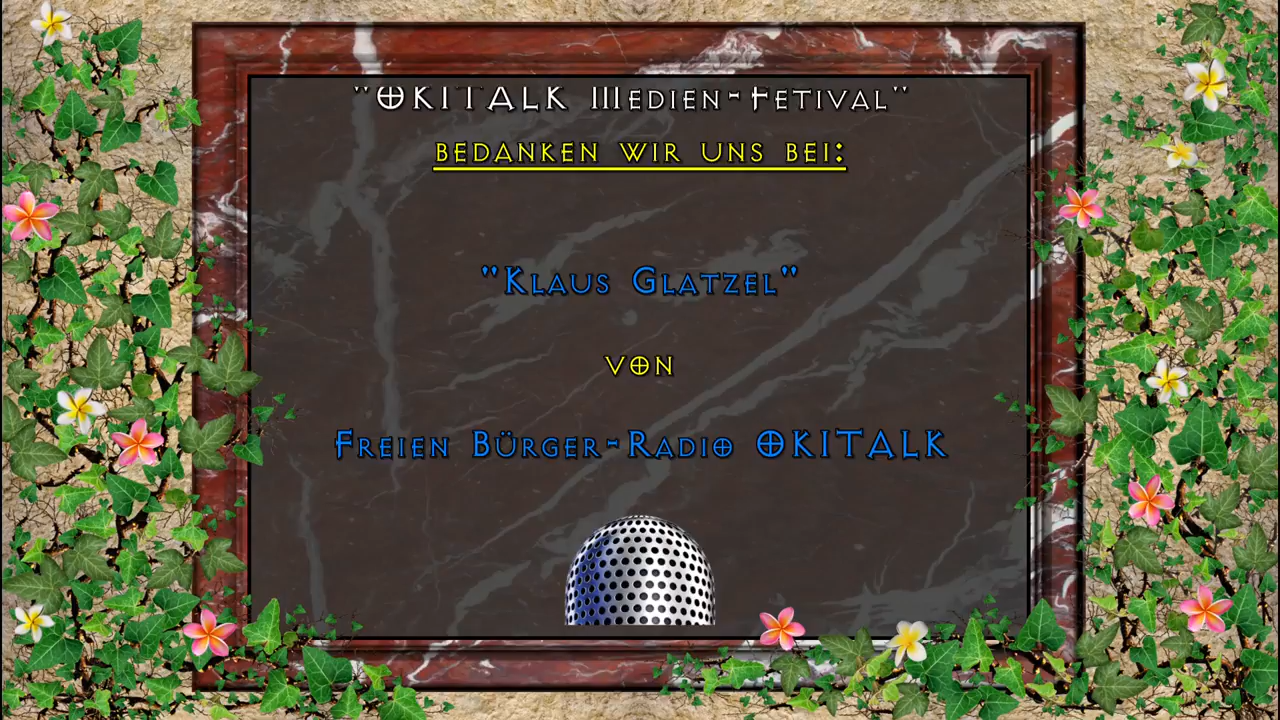 "OKITALK Medien-Fetival"
bedanken wir uns bei:
"Klaus Glatzel"
von
Freien Bürger-Radio OKITALK